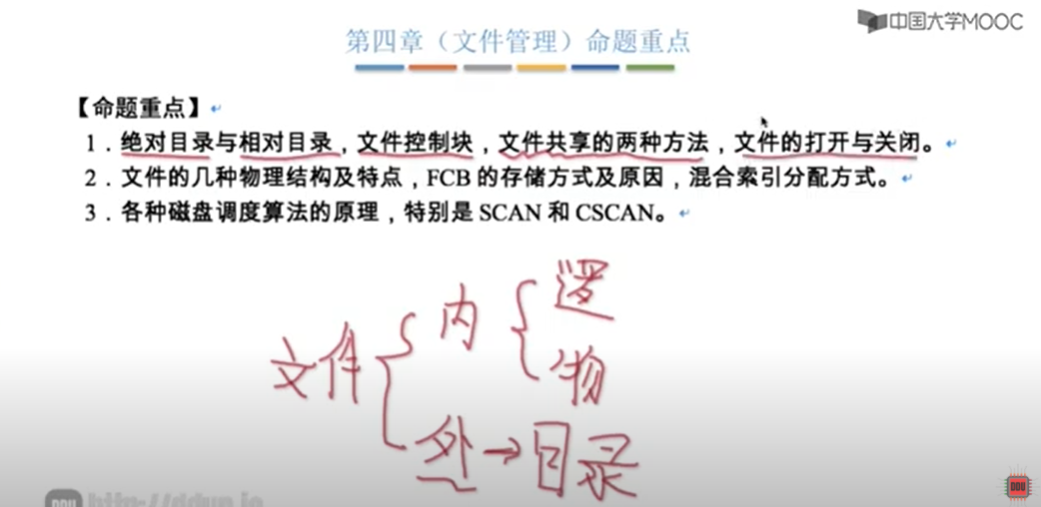 中国大学MOOC
第四章（文件管理）命题重点
【命题重点】
1．绝对目录与相对目录，文件控制块，文件共享的两种方法，文件的打开与关闭。
2．文件的几种物理结构及特点，FCB 的存储方式及原因，混合索引分配方式。
3．各种磁盘调度算法的原理，特别是 SCAN 和 CSCAN。
文件
内
逻
物
外→目录
DDU